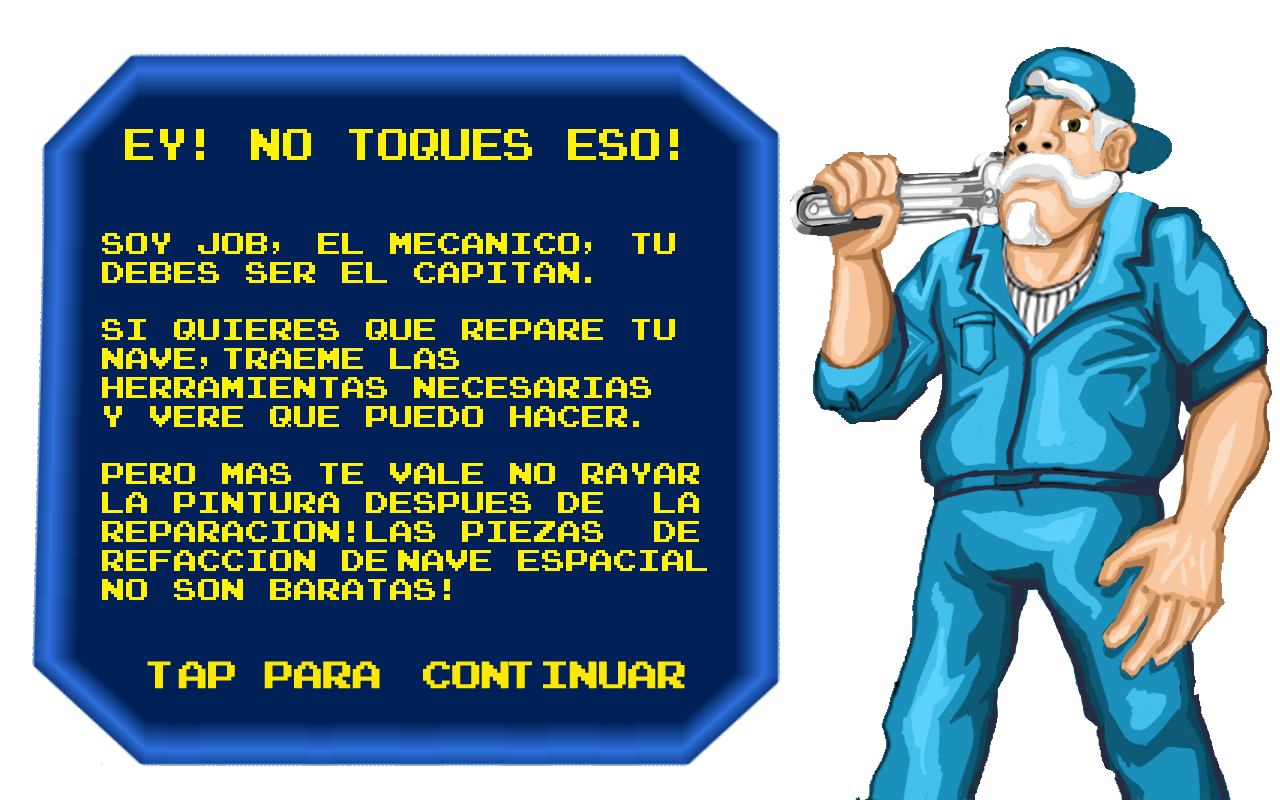 EY! NO TOQUES ESO!
SOY JOB, EL MECANICO, TU
DEBES SER EL CAPITAN.
SI QUIERES QUE REPARE TU
NAVE, TRAEME LAS
HERRAMIENTAS NECESARIAS
Y VERE QUE PUEDO HACER.
PERO MAS TE VALE NO RAYAR
LA PINTURA DESPUES DE LA
REPARACION!LAS PIEZAS DE
REFACCION DE NAVE ESPACIAL
NO SON BARATAS!
TAP PARA CONTINUAR